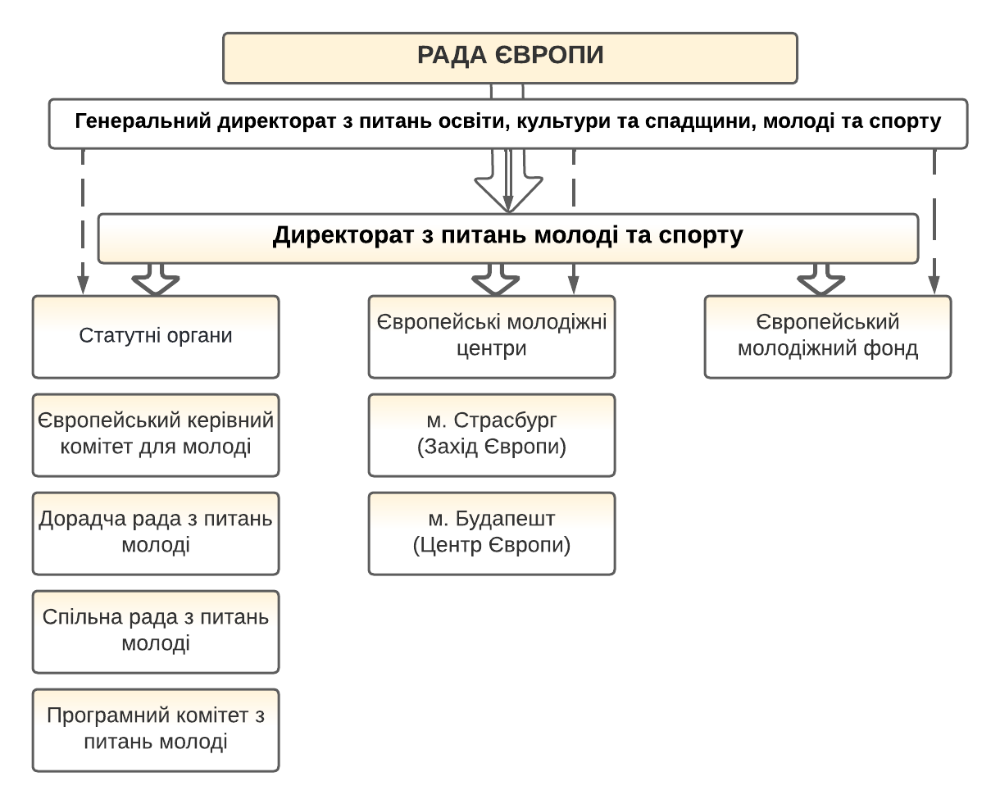 РАДА ЄВРОПИ
Генеральний директорат з питань освіти, культури та спадщини, молоді та спорту
Директорат з питань молоді та спорту
Статутні органи
Європейський керівний
комітет для молоді
Дорадча рада з питань
молоді
Спільна рада з питань
молоді
Програмний комітет з
питань молоді
Європейські молодіжні
центри
м. Страсбург
(Захід Європи)
м. Будапешт
(Центр Європи)
Європейський
молодіжний фонд